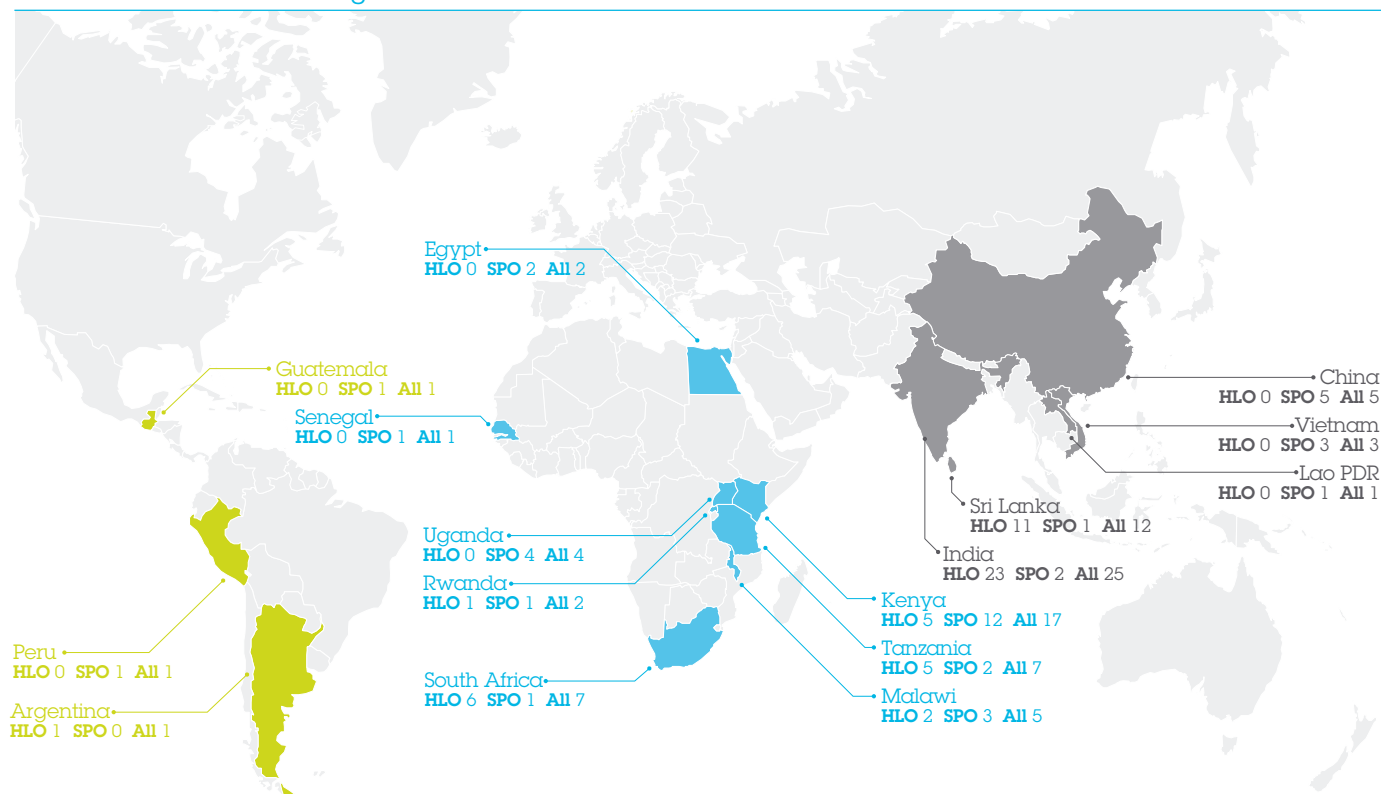 Egypt
HLO 0 SPO 2 All 2
Guatemala
HLO 0 SPO 1 All 1
Senegal
HLO 0 SPO 1 All 1
China
HLO 0 SPO 5 All 5
Vietnam
HLO 0 SPO 3 All 3
Lao PDR
HLO 0 SPO 1 All 1
Sri Lanka
HLO 11 SPO 1 All 12
India
HLO 23 SPO 2 All 25
Uganda
HLO 0 SPO 4 All 4
Rwanda
HLO 1 SPO 1 All 2
Kenya
HLO 5 SPO 12 All 17
Tanzania
HLO 5 SPO 2 All 7
Malawi
HLO 2 SPO 3 All 5
South Africa
HLO 6 SPO 1 All 7
Peru
HLO 0 SPO 1 All 1
Argentina
HLO 1 SPO 0 All 1